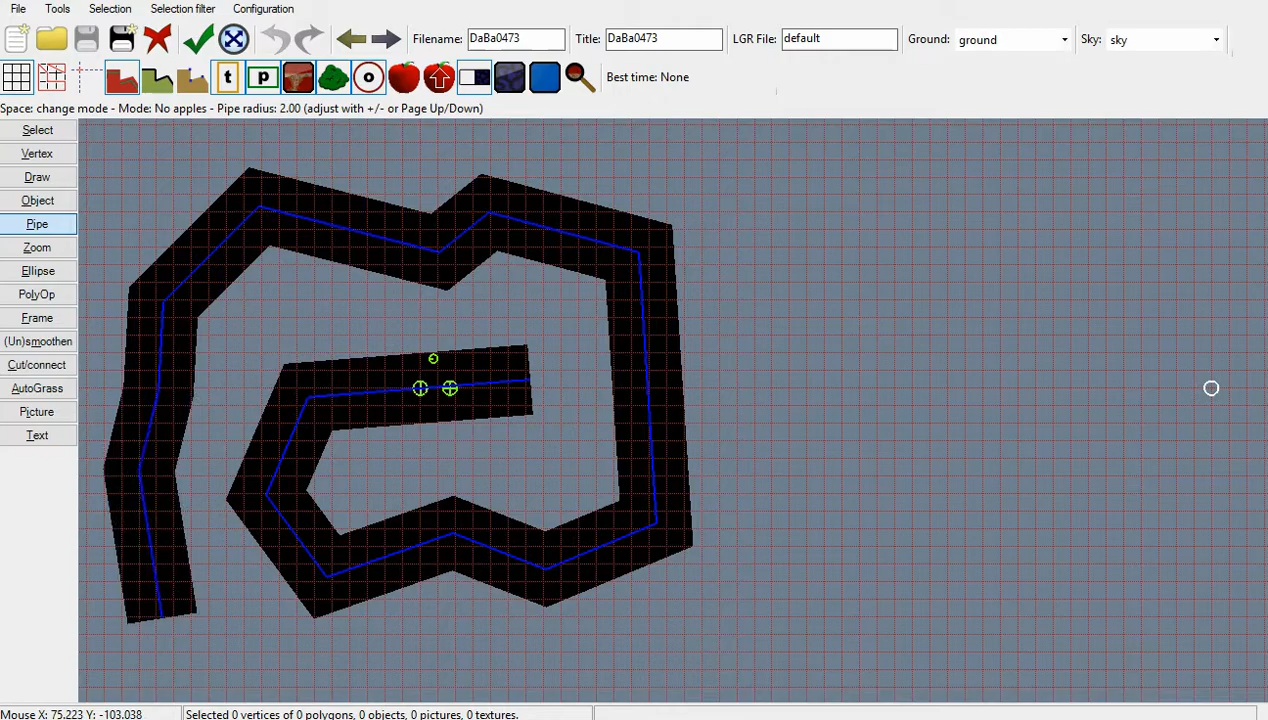 File Tools Selection Selection filter Configuration
Filename: DaBa0473 Title: DaBa0473 LGR File: default Ground: ground Sky: sky
t p o Best time: None
Space: change mode - Mode: No apples - Pipe radius: 2.00 (adjust with +/- or Page Up/Down)
Select
Vertex
Draw
Object
Pipe
Zoom
Ellipse
PolyOp
Frame
(Un)smoothen
Cut/connect
AutoGrass
Picture
Text
Mouse X: 75.223 Y: -103.038 Selected 0 vertices of 0 polygons, 0 objects, 0 pictures, 0 textures.